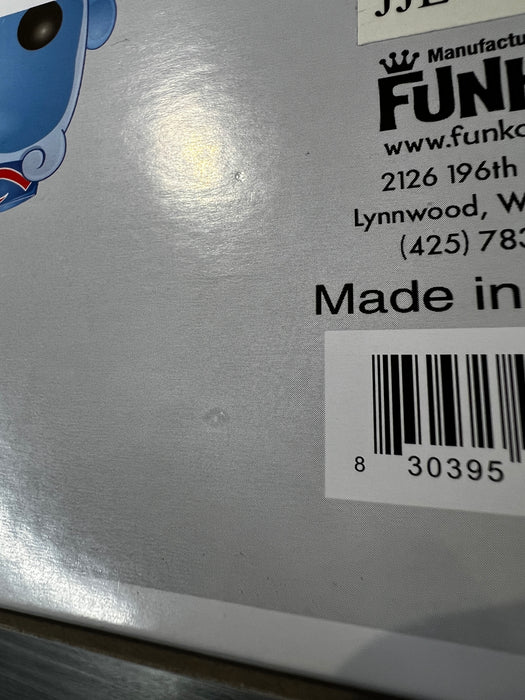 Manufactu
FUNK
www.funko
2126 196th
Lynnwood, W
(425) 783
Made in
8 30395